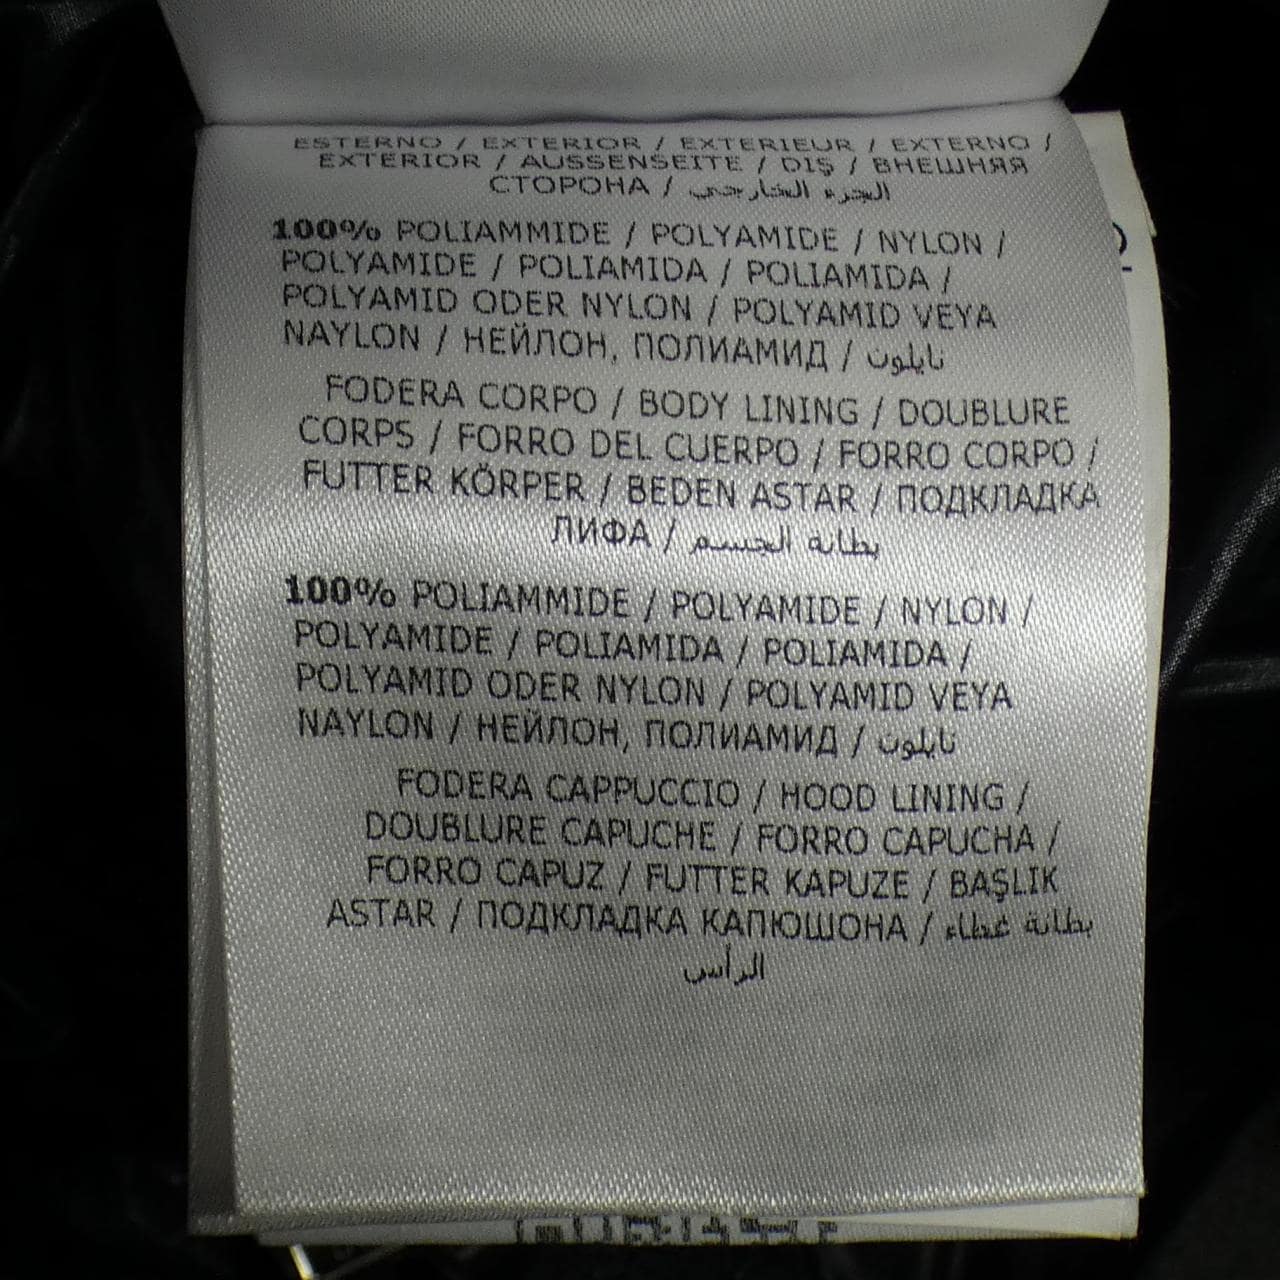 ESTERNO / EXTERIOR / EXTERIEUR / EXTERNO /
EXTERIOR / AUSSENSEITE / DIŞ / ВНЕШНЯЯ
СТОРОНА / الجزء الخارجي
100% POLIAMMIDE / POLYAMIDE / NYLON /
POLYAMIDE / POLIAMIDA / POLIAMIDA /
POLYAMID ODER NYLON / POLYAMID VEYA
NAYLON / НЕЙЛОН, ПОЛИАМИД / نايلون
FODERA CORPO / BODY LINING / DOUBLURE
CORPS / FORRO DEL CUERPO / FORRO CORPO /
FUTTER KÖRPER / BEDEN ASTAR / ПОДКЛАДКА
ЛИФА / بطانة الجسم
100% POLIAMMIDE / POLYAMIDE / NYLON /
POLYAMIDE / POLIAMIDA / POLIAMIDA /
POLYAMID ODER NYLON / POLYAMID VEYA
NAYLON / НЕЙЛОН, ПОЛИАМИД / نايلون
FODERA CAPPUCCIO / HOOD LINING /
DOUBLURE CAPUCHE / FORRO CAPUCHA /
FORRO CAPUZ / FUTTER KAPUZE / BAŞLIK
ASTAR / ПОДКЛАДКА КАПЮШОНА / بطانة غطاء
الرأس